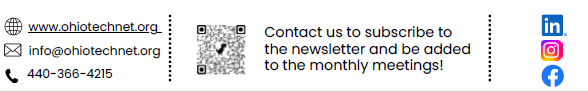 www.ohiotechnet.org
info@ohiotechnet.org
440-366-4215
Contact us to subscribe to
the newsletter and be added
to the monthly meetings!
in
f